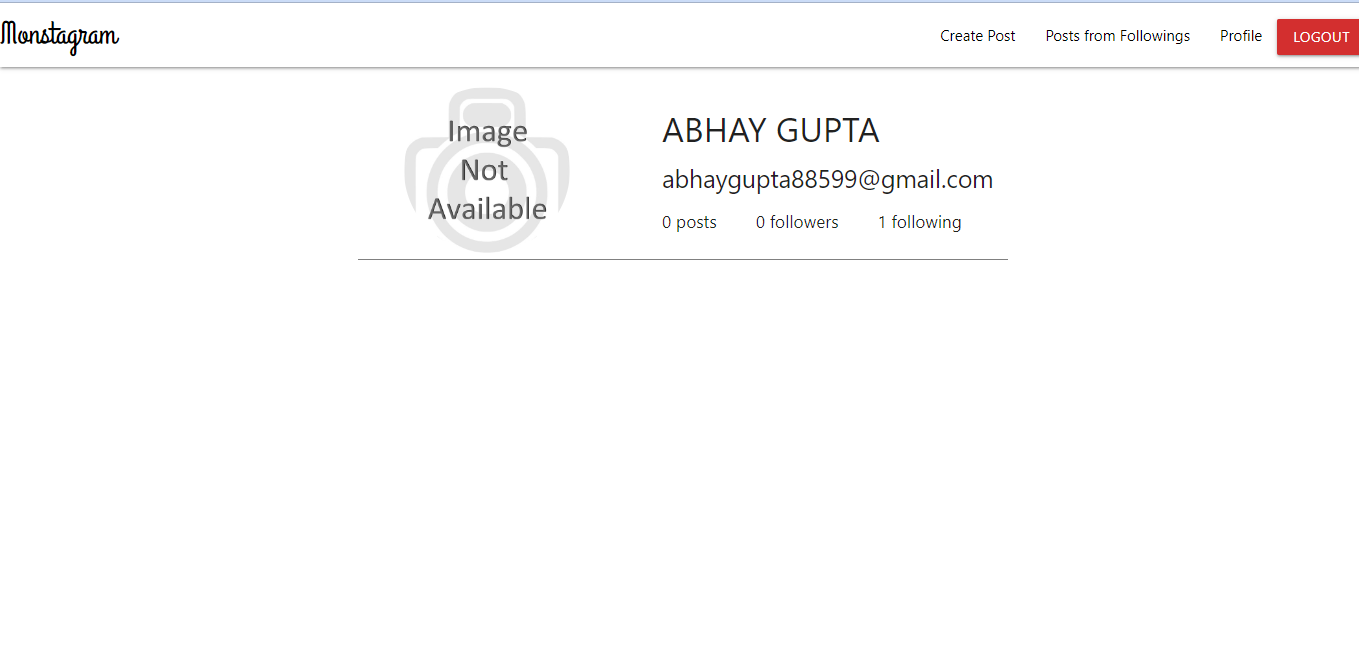 Monstagram
Create Post Posts from Followings Profile LOGOUT
Image
Not
Available
ABHAY GUPTA
abhaygupta88599@gmail.com
0 posts 0 followers 1 following